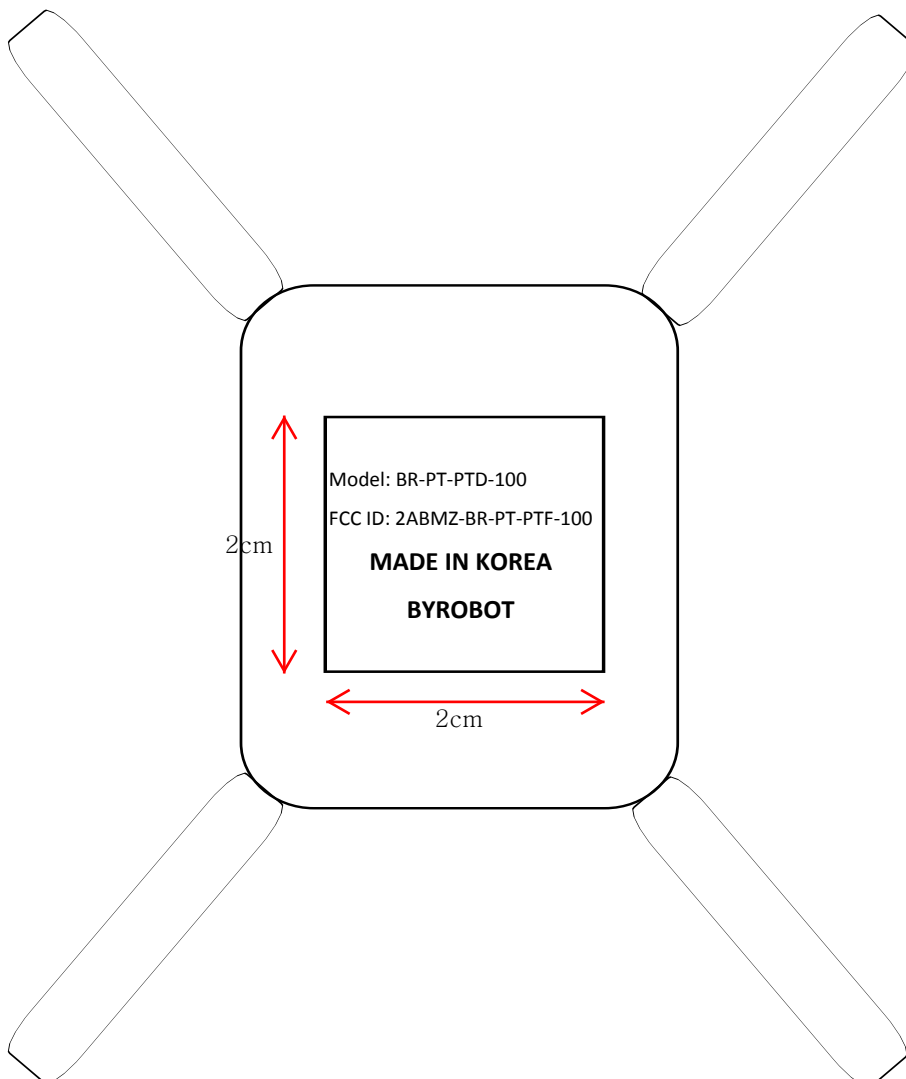 Model: BR-PT-PTD-100
FCC ID: 2ABMZ-BR-PT-PTF-100
2cm
MADE IN KOREA
BYROBOT
2cm